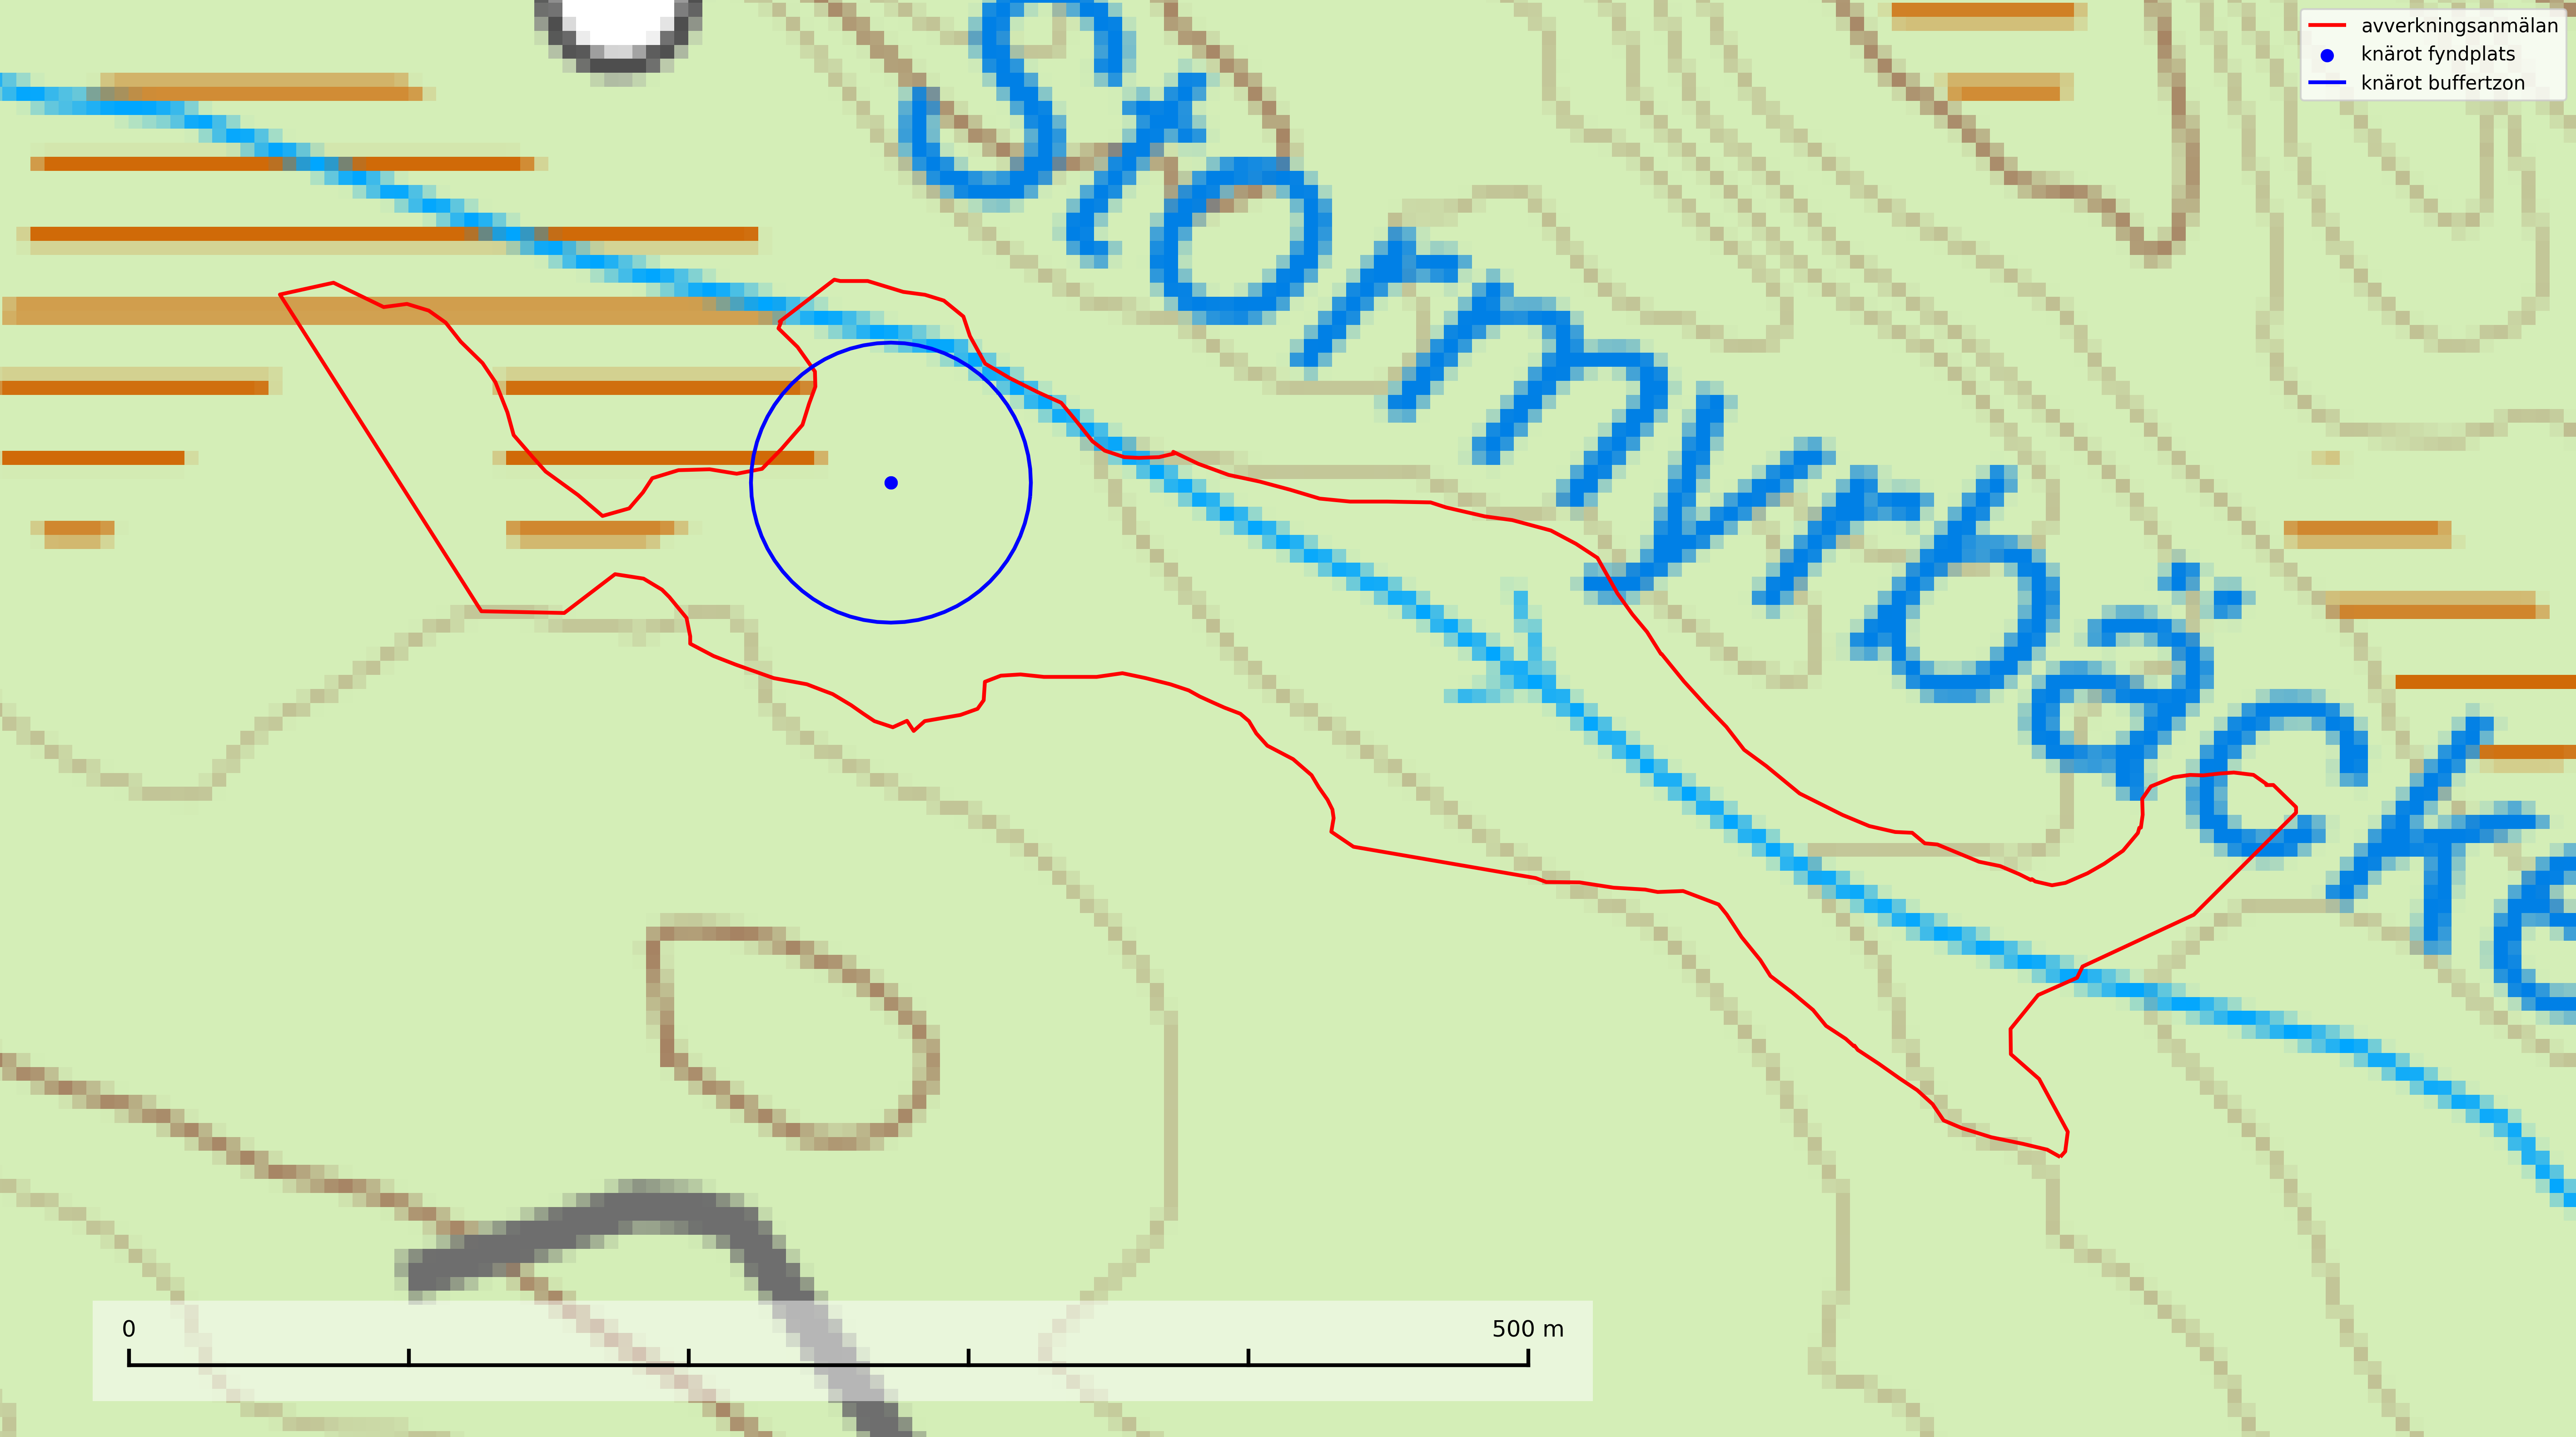 avverkningsanmälan
knärot fyndplats
knärot buffertzon
Stormyrbäcke
0 500 m